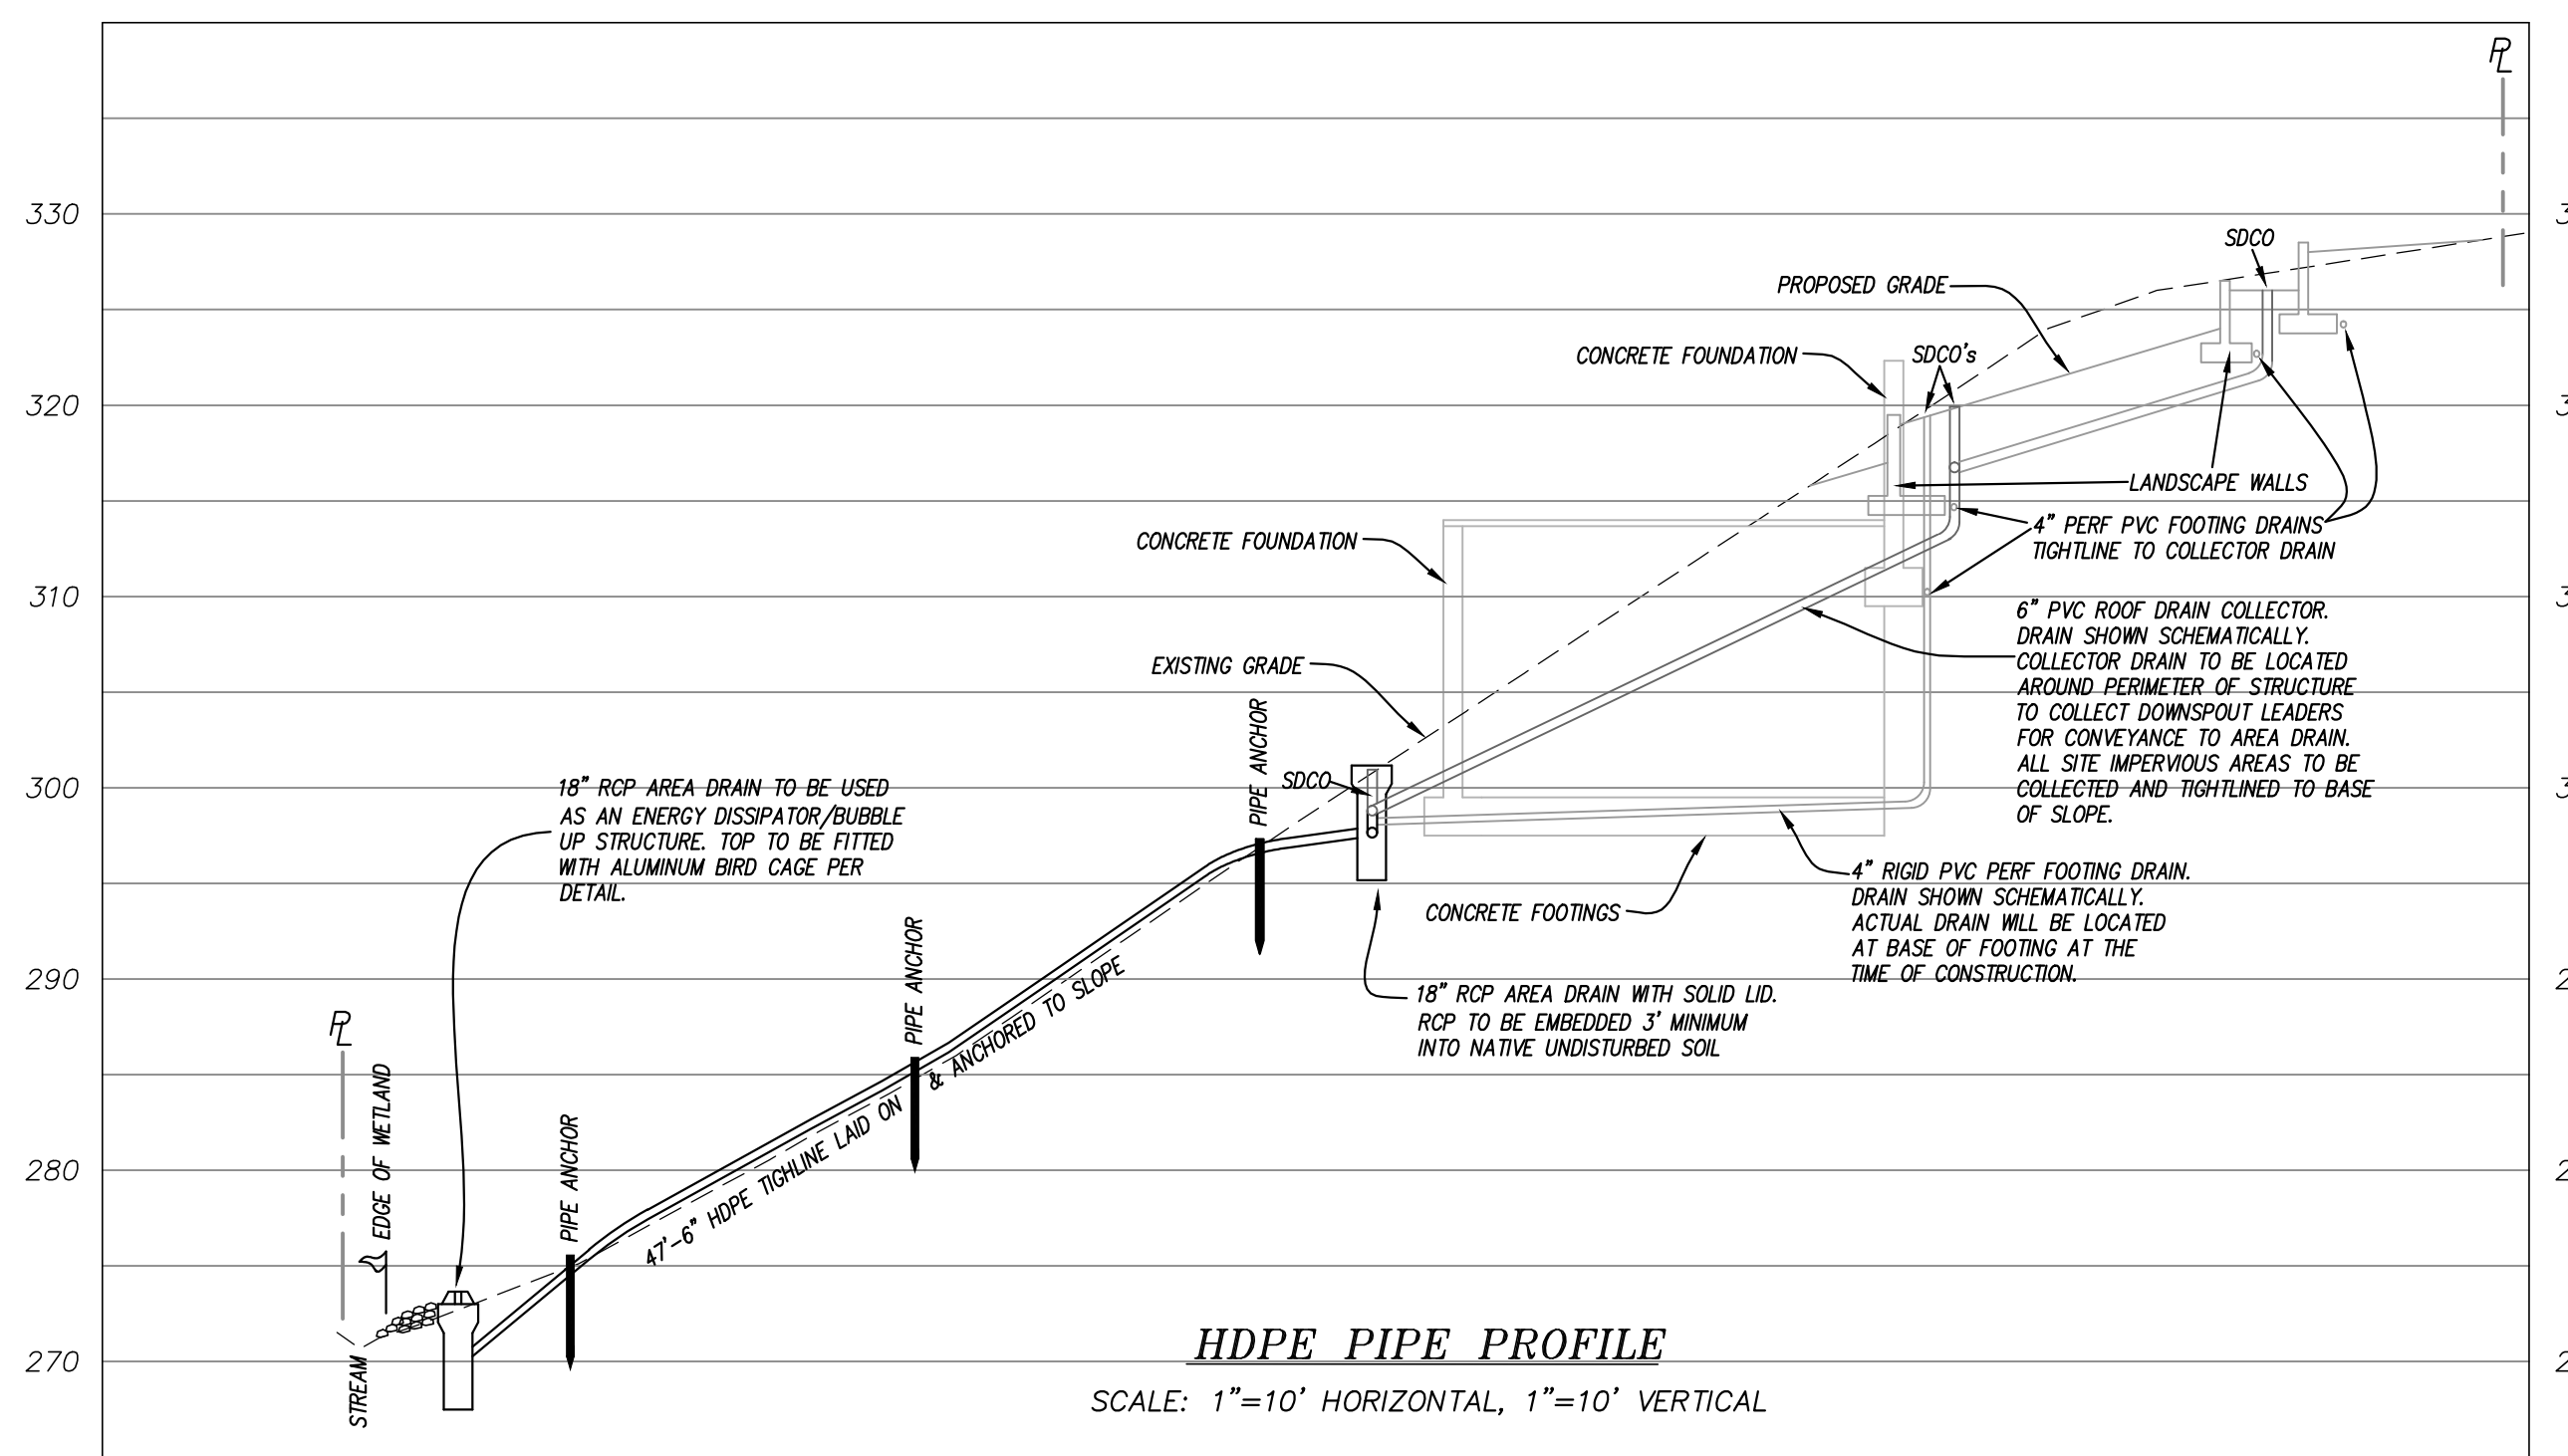 PL
330
SDCO
3
PROPOSED GRADE
CONCRETE FOUNDATION
SDCO's
320
3
LANDSCAPE WALLS
CONCRETE FOUNDATION
4" PERF PVC FOOTING DRAINS
TIGHTLINE TO COLLECTOR DRAIN
310
3
6" PVC ROOF DRAIN COLLECTOR.
DRAIN SHOWN SCHEMATICALLY.
COLLECTOR DRAIN TO BE LOCATED
AROUND PERIMETER OF STRUCTURE
TO COLLECT DOWNSPOUT LEADERS
FOR CONVEYANCE TO AREA DRAIN.
ALL SITE IMPERVIOUS AREAS TO BE
COLLECTED AND TIGHTLINED TO BASE
OF SLOPE.
EXISTING GRADE
PIPE ANCHOR
SDCO
300
3
18" RCP AREA DRAIN TO BE USED
AS AN ENERGY DISSIPATOR/BUBBLE
UP STRUCTURE. TOP TO BE FITTED
WITH ALUMINUM BIRD CAGE PER
DETAIL.
4" RIGID PVC PERF FOOTING DRAIN.
DRAIN SHOWN SCHEMATICALLY.
ACTUAL DRAIN WILL BE LOCATED
AT BASE OF FOOTING AT THE
TIME OF CONSTRUCTION.
CONCRETE FOOTINGS
PIPE ANCHOR
290
2
18" RCP AREA DRAIN WITH SOLID LID.
RCP TO BE EMBEDDED 3' MINIMUM
INTO NATIVE UNDISTURBED SOIL
PL
EDGE OF WETLAND
PIPE ANCHOR
47'-6" HDPE TIGHLINE LAID ON & ANCHORED TO SLOPE
280
2
270
2
STREAM
HDPE PIPE PROFILE
SCALE: 1"=10' HORIZONTAL, 1"=10' VERTICAL